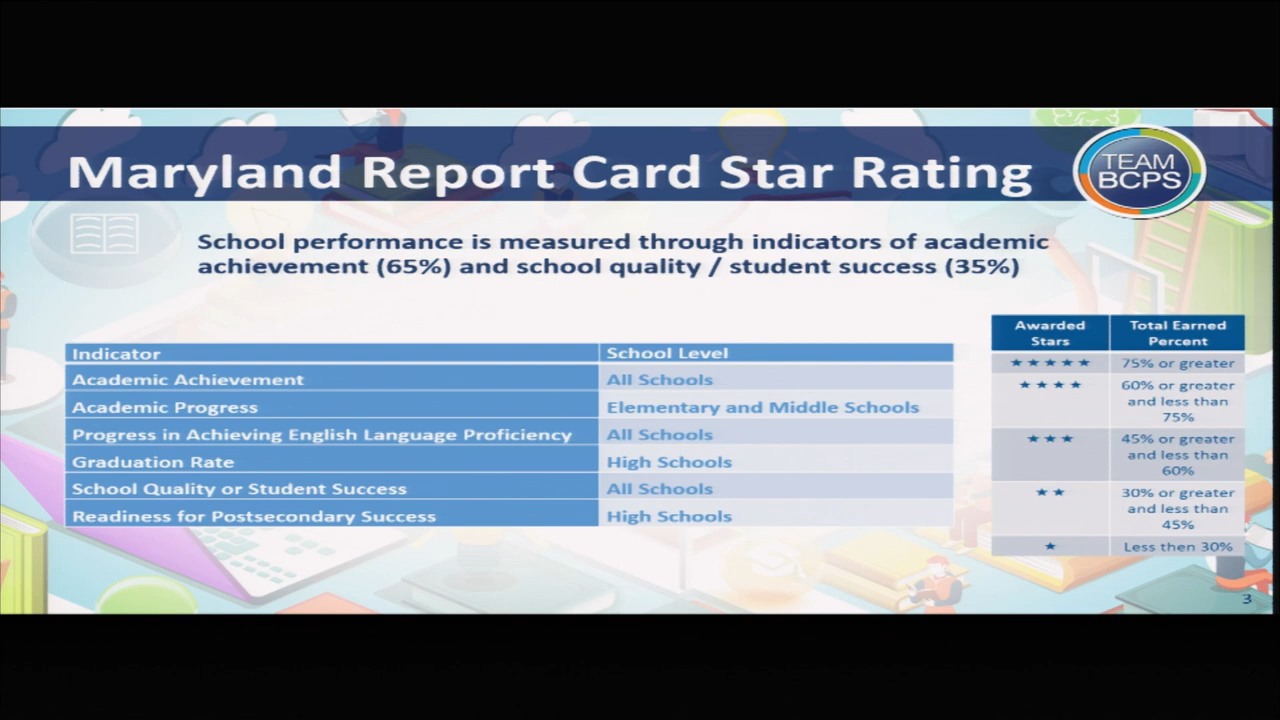 Maryland Report Card Star Rating
TEAM
BCPS
School performance is measured through indicators of academic
achievement (65%) and school quality / student success (35%)
Indicator School Level
Academic Achievement All Schools
Academic Progress Elementary and Middle Schools
Progress in Achieving English Language Proficiency All Schools
Graduation Rate High Schools
School Quality or Student Success All Schools
Readiness for Postsecondary Success High Schools
Awarded Total Earned
Stars Percent
★★★★★ 75% or greater
★★★★ 60% or greater
and less than
75%
★★★ 45% or greater
and less than
60%
★★ 30% or greater
and less than
45%
★ Less then 30%
3